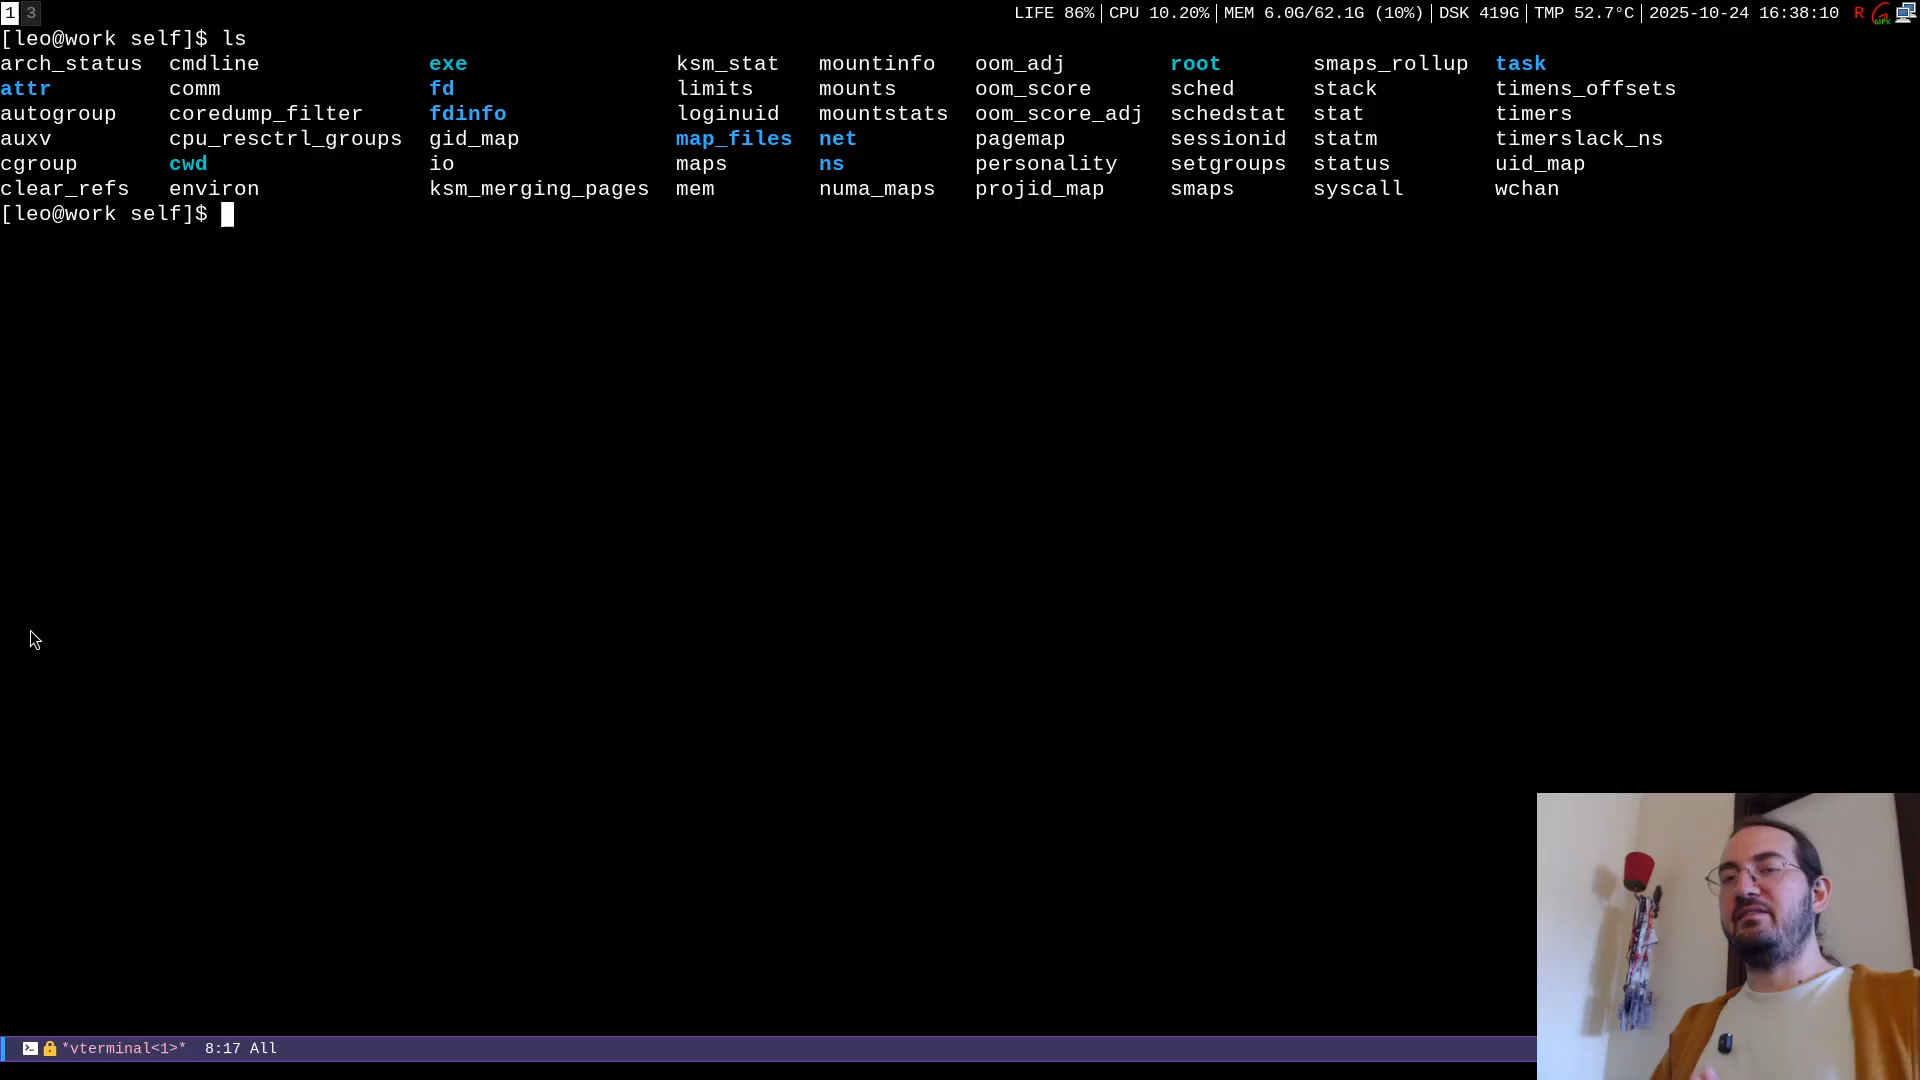 1 3 LIFE 86%|CPU 10.20%|MEM 6.0G/62.1G (10%)|DSK 419G|TMP 52.7°C|2025-10-24 16:38:10 R
[leo@work self]$ ls
arch_status cmdline exe ksm_stat mountinfo oom_adj root smaps_rollup task
attr comm fd limits mounts oom_score sched stack timens_offsets
autogroup coredump_filter fdinfo loginuid mountstats oom_score_adj schedstat stat timers
auxv cpu_resctrl_groups gid_map map_files net pagemap sessionid statm timerslack_ns
cgroup cwd io maps ns personality setgroups status uid_map
clear_refs environ ksm_merging_pages mem numa_maps projid_map smaps syscall wchan
[leo@work self]$
*vterminal<1>* 8:17 All